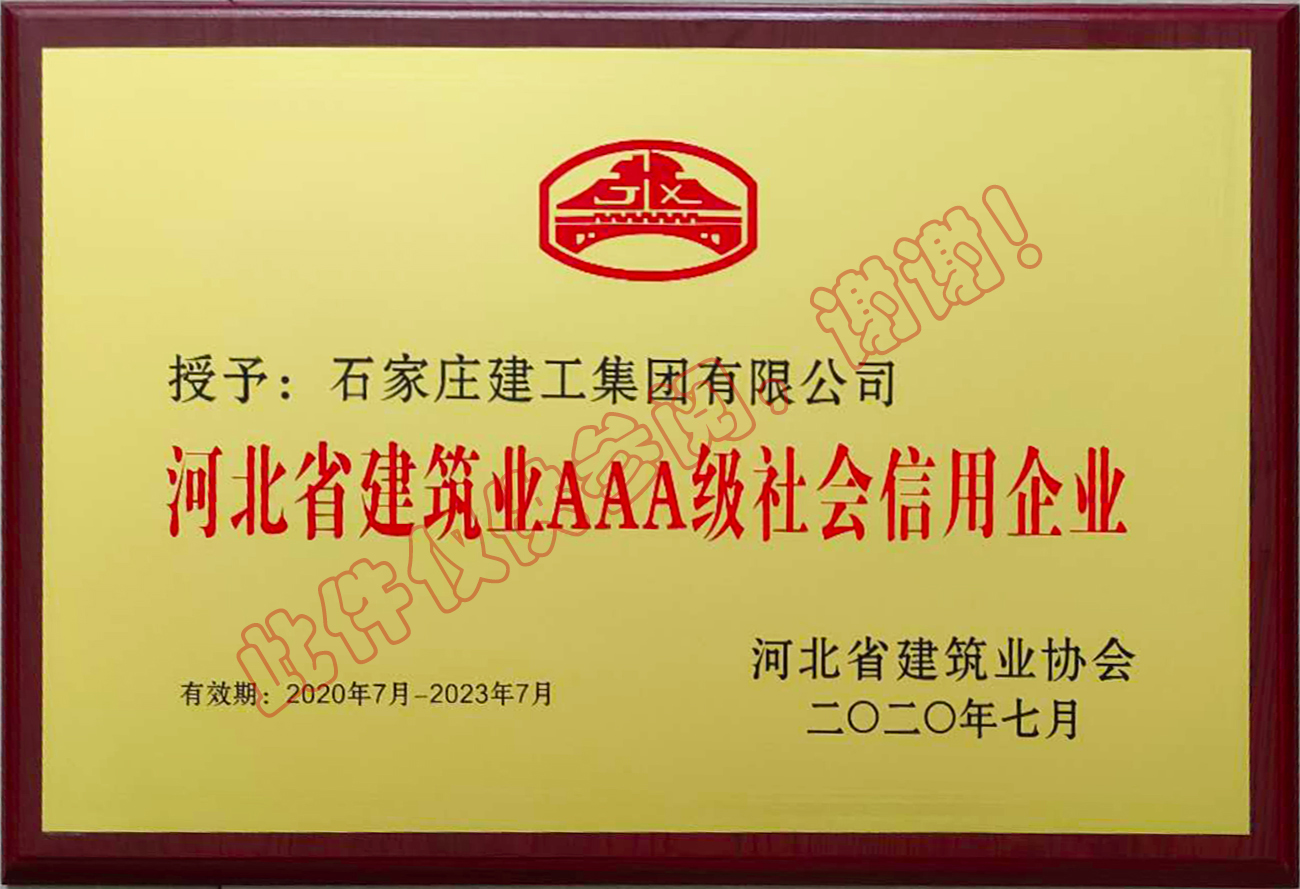 JX
授予：石家庄建工集团有限公司
河北省建筑业AAA级社会信用企业
有效期：2020年7月-2023年7月
河北省建筑业协会
二〇二〇年七月
此件仅供参阅.谢谢!